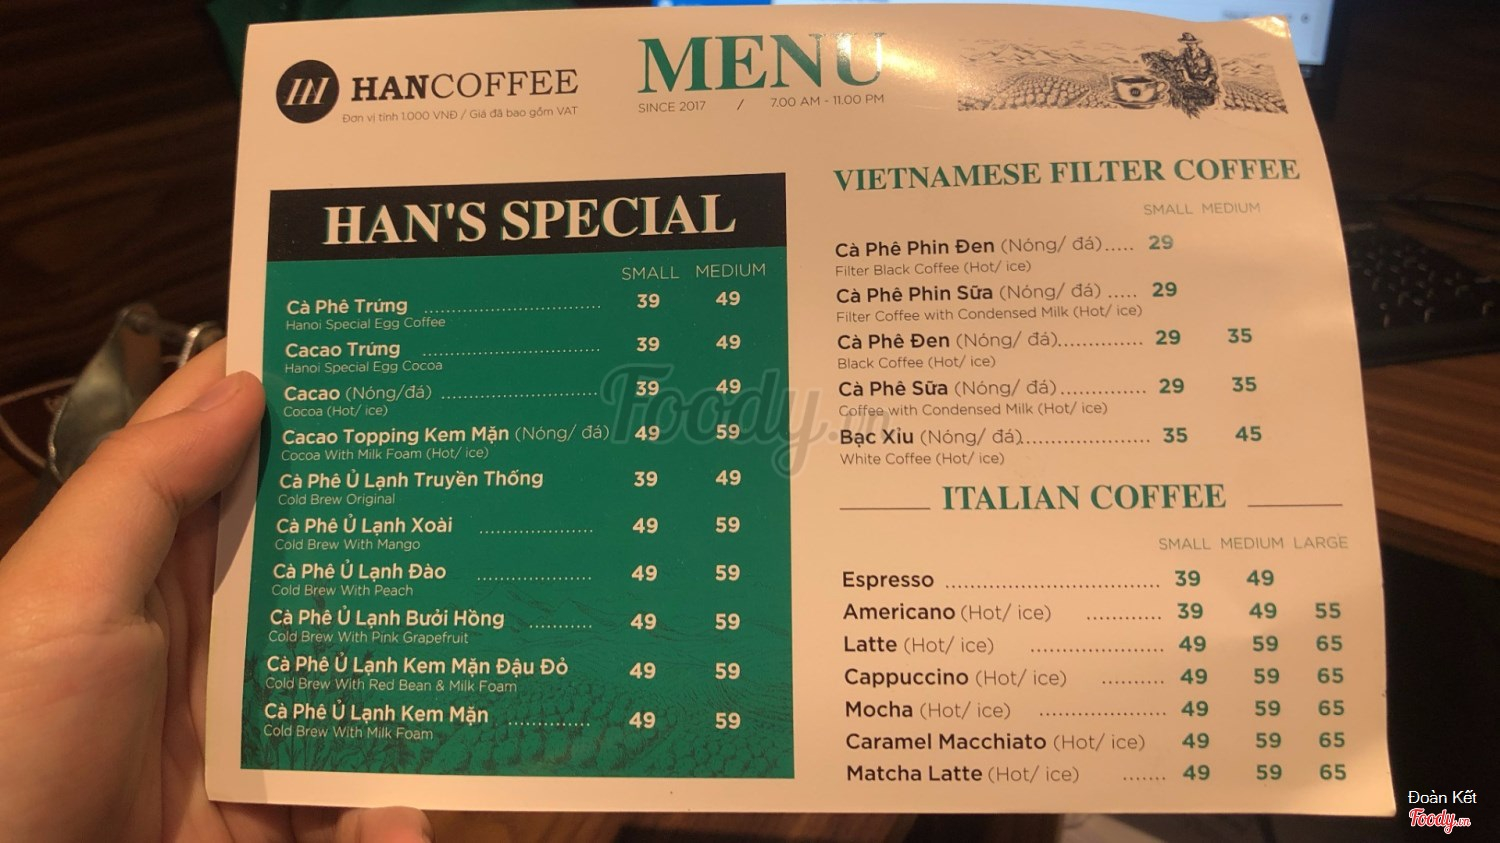 HANCOFFEE
Đơn vị tính 1.000 VNĐ / Giá đã bao gồm VAT
MENU
SINCE 2017 / 7.00 AM - 11.00 PM
HAN'S SPECIAL
SMALL MEDIUM
Cà Phê Trứng ........ 39 49
Hanoi Special Egg Coffee
Cacao Trứng ........ 39 49
Hanoi Special Egg Cocoa
Cacao (Nóng/đá) ........ 39 49
Cocoa (Hot/ ice)
Cacao Topping Kem Mặn (Nóng/ đá) 49 59
Cocoa With Milk Foam (Hot/ ice)
Cà Phê Ủ Lạnh Truyền Thống 39 49
Cold Brew Original
Cà Phê Ủ Lạnh Xoài ........ 49 59
Cold Brew With Mango
Cà Phê Ủ Lạnh Đào ........ 49 59
Cold Brew With Peach
Cà Phê Ủ Lạnh Bưởi Hồng ........ 49 59
Cold Brew With Pink Grapefruit
Cà Phê Ủ Lạnh Kem Mặn Đậu Đỏ 49 59
Cold Brew With Red Bean & Milk Foam
Cà Phê Ủ Lạnh Kem Mặn ........ 49 59
Cold Brew With Milk Foam
VIETNAMESE FILTER COFFEE
SMALL MEDIUM
Cà Phê Phin Đen (Nóng/ đá)..... 29
Filter Black Coffee (Hot/ ice)
Cà Phê Phin Sữa (Nóng/ đá) ..... 29
Filter Coffee with Condensed Milk (Hot/ ice)
Cà Phê Đen (Nóng/ đá)........ 29 35
Black Coffee (Hot/ ice)
Cà Phê Sữa (Nóng/ đá)........ 29 35
Coffee with Condensed Milk (Hot/ ice)
Bạc Xỉu (Nóng/ đá)........ 35 45
White Coffee (Hot/ ice)
ITALIAN COFFEE
SMALL MEDIUM LARGE
Espresso ........ 39 49
Americano (Hot/ ice) ........ 39 49 55
Latte (Hot/ ice) ........ 49 59 65
Cappuccino (Hot/ ice) ........ 49 59 65
Mocha (Hot/ ice) ........ 49 59 65
Caramel Macchiato (Hot/ ice) 49 59 65
Matcha Latte (Hot/ ice) ....... 49 59 65
Foody.vn
Đoàn Kết
Foody.vn